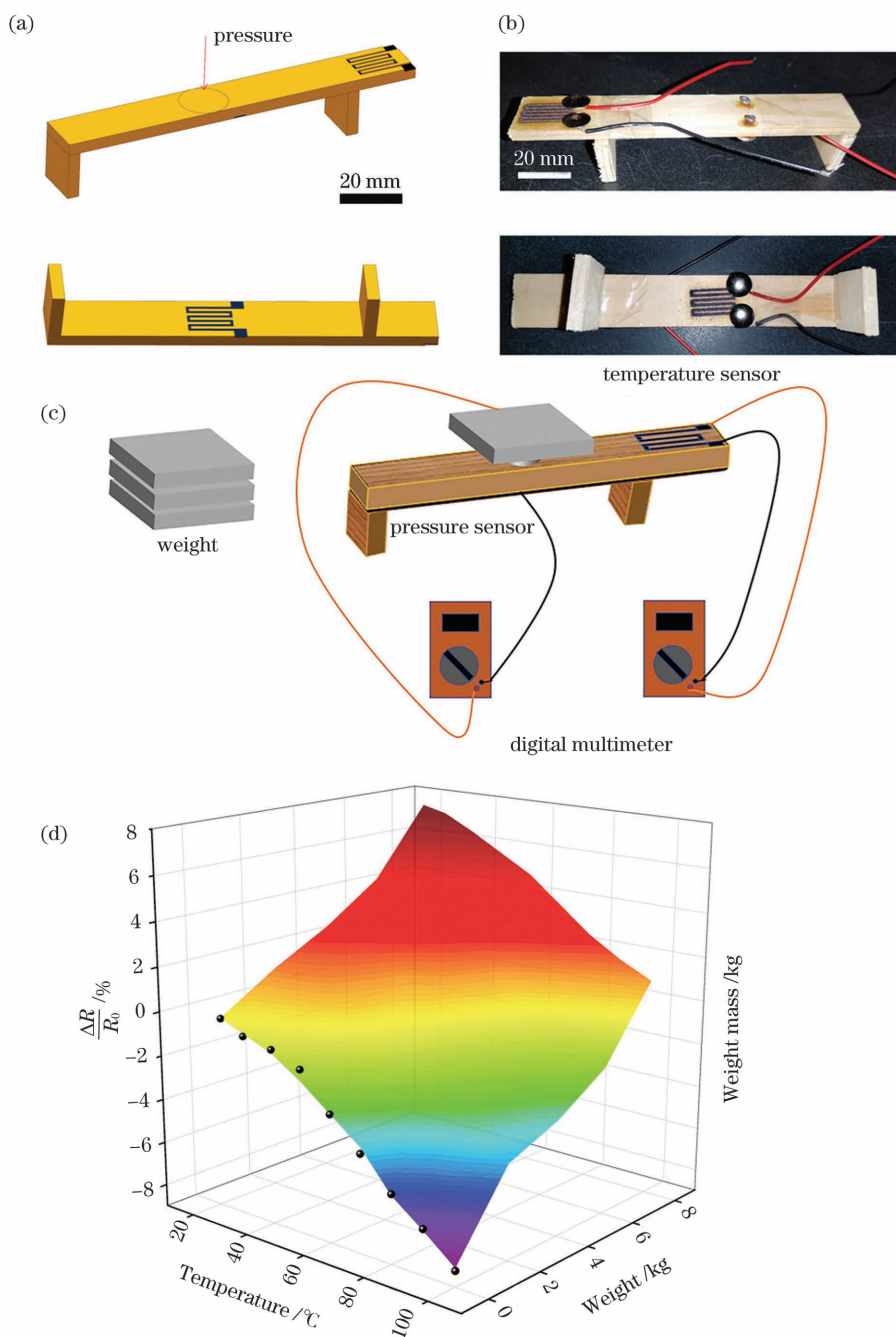 (a)
pressure
20 mm
(b)
20 mm
(c)
weight
temperature sensor
pressure sensor
digital multimeter
(d)
8
6
4
2
0
−2
−4
−6
−8
ΔR
R₀
/%
20
40
60
80
100
Temperature /℃
0
2
4
6
8
Weight /kg
Weight mass /kg